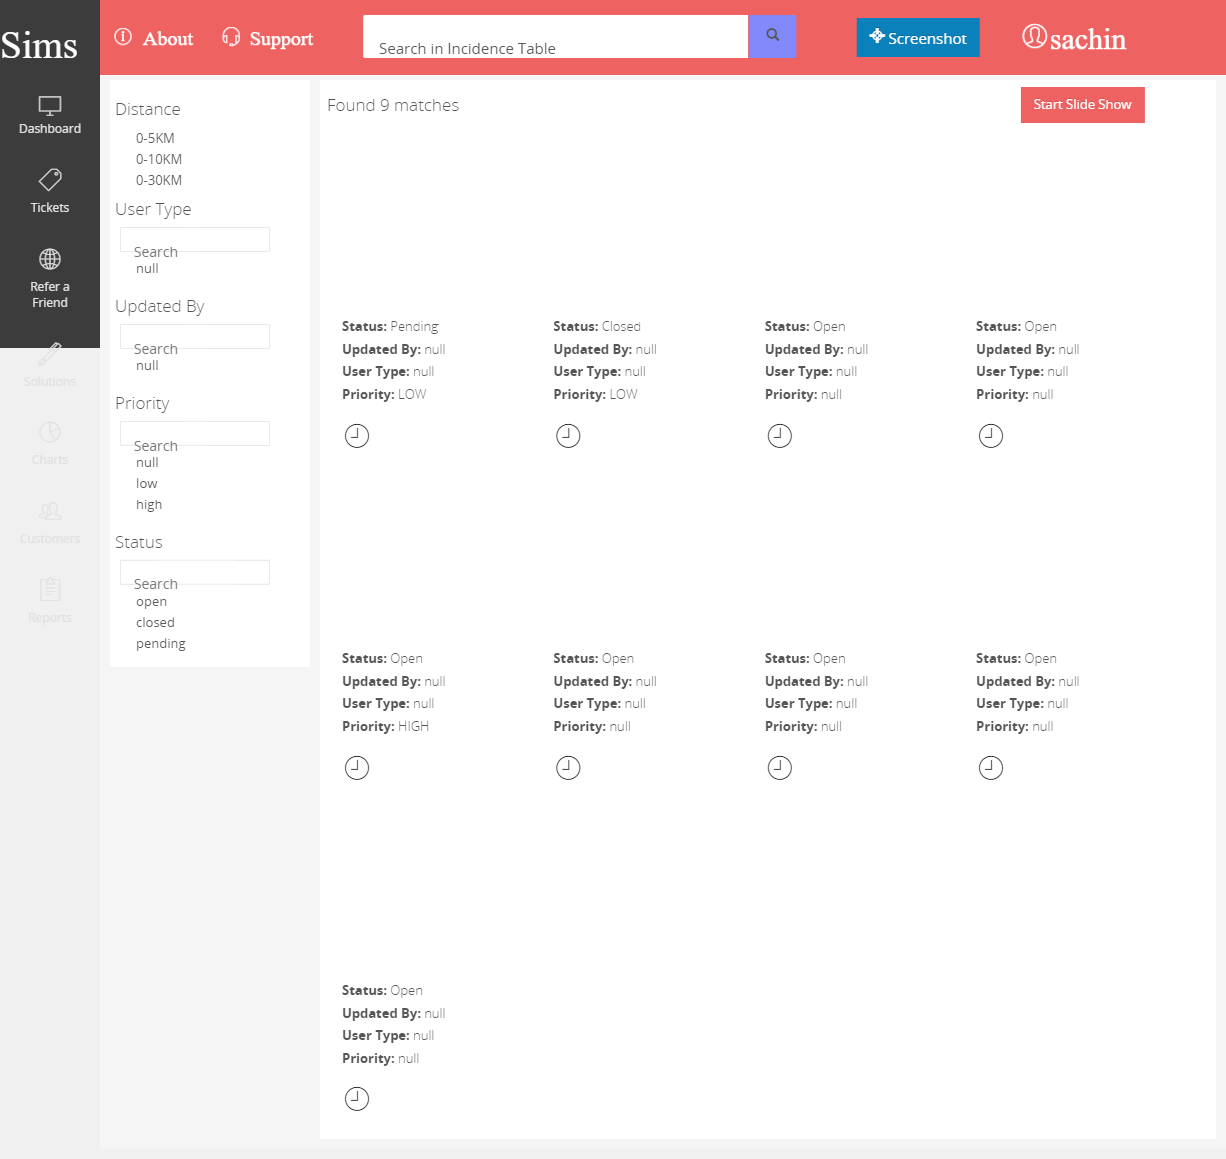 Sims
About
Support
Search in Incidence Table
Screenshot
sachin
Dashboard
Tickets
Refer a
Friend
Solutions
Charts
Customers
Reports
Distance
0-5KM
0-10KM
0-30KM
User Type
Search
null
Updated By
Search
null
Priority
Search
null
low
high
Status
Search
open
closed
pending
Found 9 matches
Start Slide Show
Status: Pending
Updated By: null
User Type: null
Priority: LOW
Status: Closed
Updated By: null
User Type: null
Priority: LOW
Status: Open
Updated By: null
User Type: null
Priority: null
Status: Open
Updated By: null
User Type: null
Priority: null
Status: Open
Updated By: null
User Type: null
Priority: HIGH
Status: Open
Updated By: null
User Type: null
Priority: null
Status: Open
Updated By: null
User Type: null
Priority: null
Status: Open
Updated By: null
User Type: null
Priority: null
Status: Open
Updated By: null
User Type: null
Priority: null